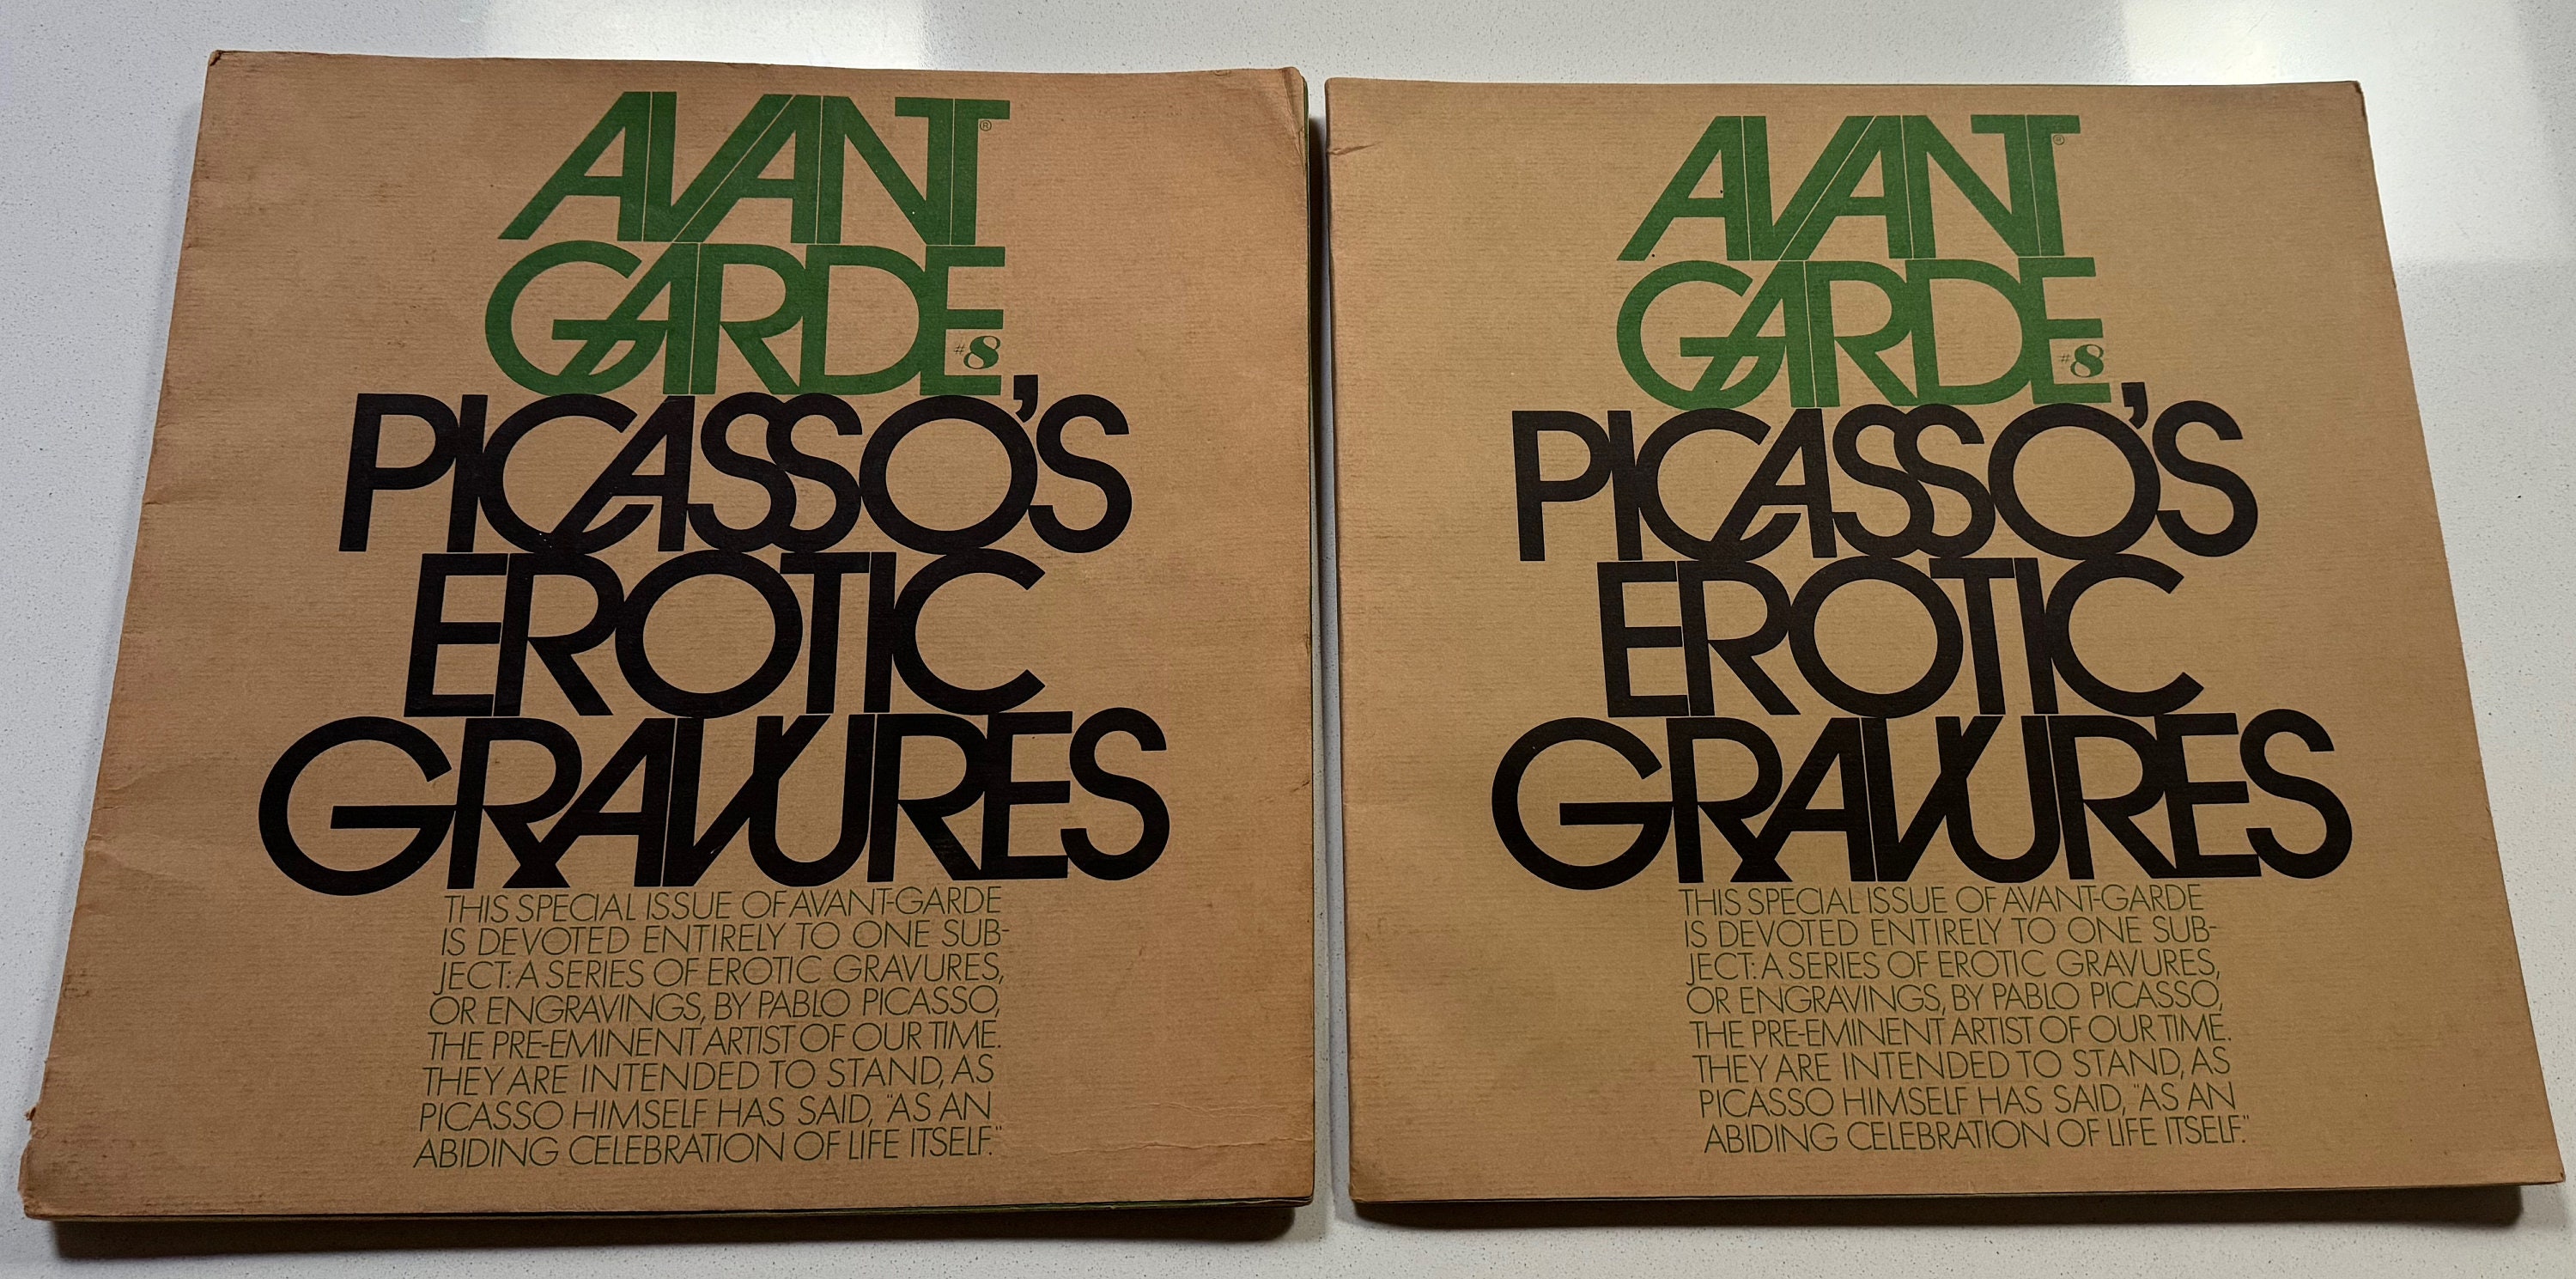 AVANT®
GARDE
#8
PICASSO'S
EROTIC
GRAVURES
THIS SPECIAL ISSUE OF AVANT-GARDE
IS DEVOTED ENTIRELY TO ONE SUB-
JECT: A SERIES OF EROTIC GRAVURES,
OR ENGRAVINGS, BY PABLO PICASSO,
THE PRE-EMINENT ARTIST OF OUR TIME.
THEY ARE INTENDED TO STAND, AS
PICASSO HIMSELF HAS SAID, "AS AN
ABIDING CELEBRATION OF LIFE ITSELF."
AVANT®
GARDE
#8
PICASSO'S
EROTIC
GRAVURES
THIS SPECIAL ISSUE OF AVANT-GARDE
IS DEVOTED ENTIRELY TO ONE SUB-
JECT: A SERIES OF EROTIC GRAVURES,
OR ENGRAVINGS, BY PABLO PICASSO,
THE PRE-EMINENT ARTIST OF OUR TIME.
THEY ARE INTENDED TO STAND, AS
PICASSO HIMSELF HAS SAID, "AS AN
ABIDING CELEBRATION OF LIFE ITSELF."